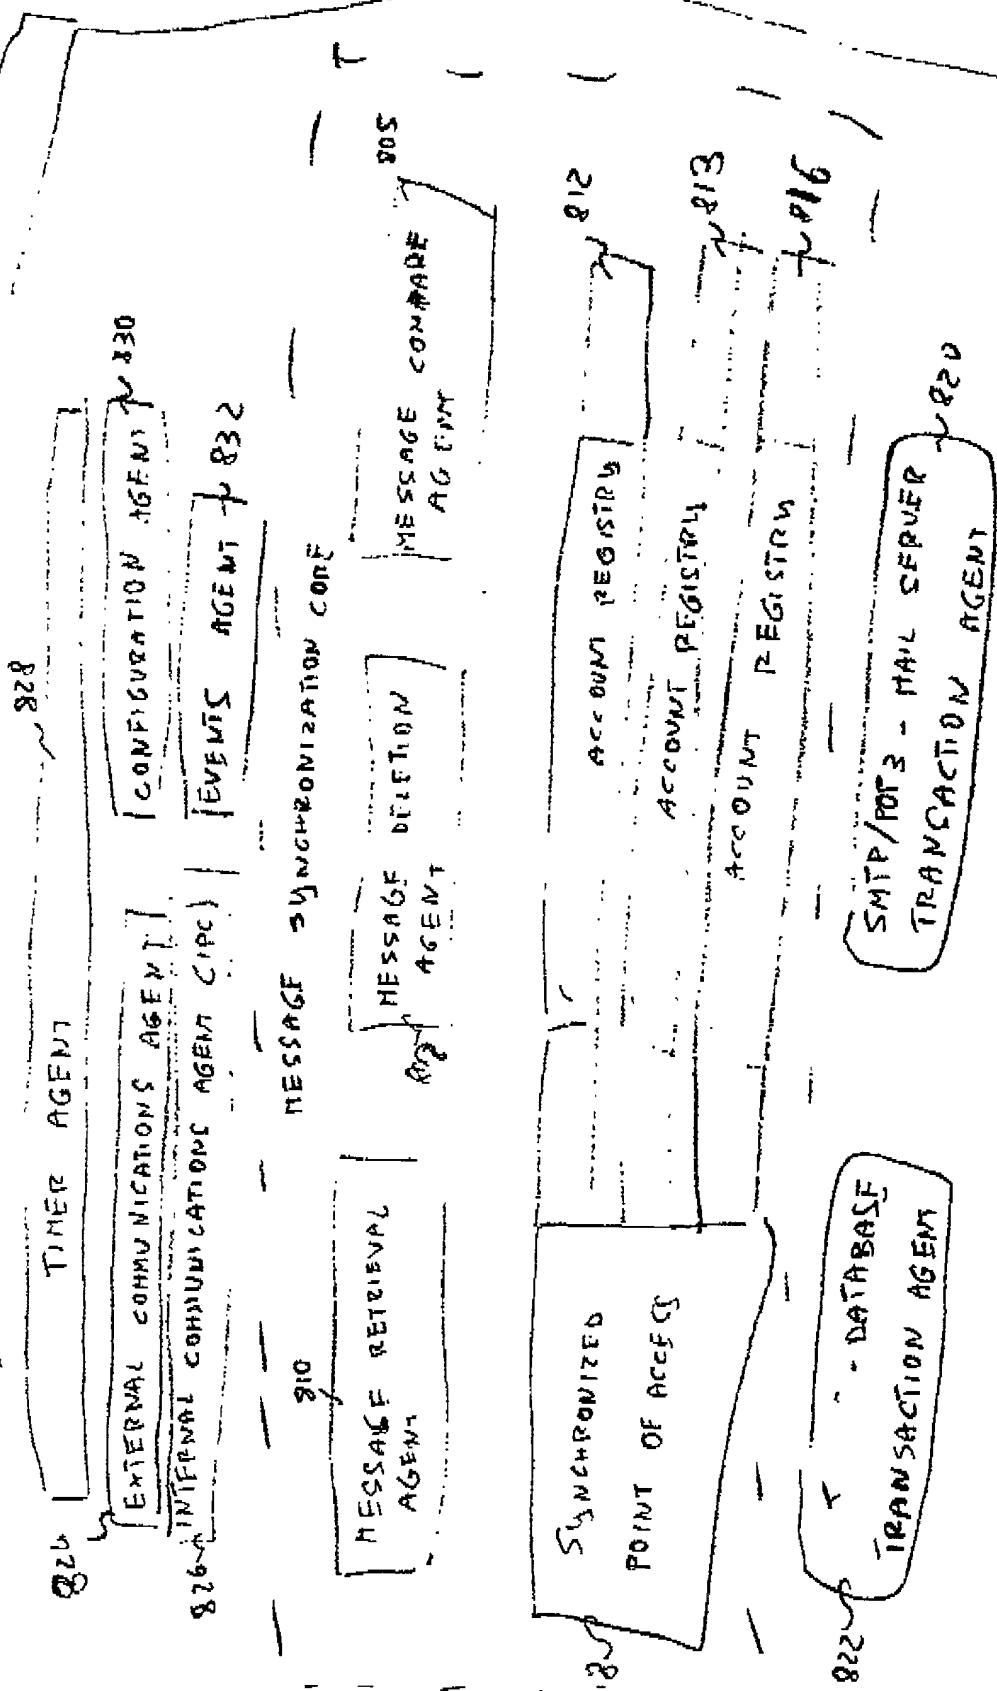 828
TIMER AGENT
824
EXTERNAL COMMUNICATIONS AGENT
CONFIGURATION AGENT
830
826
INTERNAL COMMUNICATIONS AGENT (IPC)
EVENTS AGENT
832
MESSAGE SYNCHRONIZATION CORE
810
805
MESSAGE RETRIEVAL
AGENT
MESSAGE DELETION
AGENT
MESSAGE COMPARE
AGENT
812
ACCOUNT REGISTRY
813
ACCOUNT REGISTRY
816
ACCOUNT REGISTRY
SYNCHRONIZED
POINT OF ACCESS
822
DATABASE
TRANSACTION AGENT
820
SMTP/POP3 - MAIL SERVER
TRANSACTION AGENT